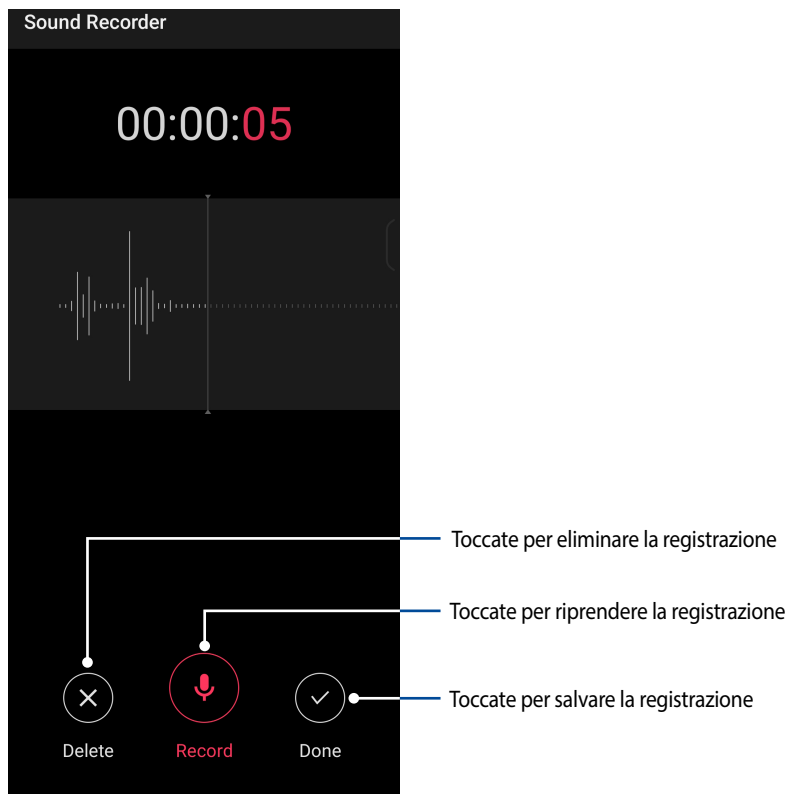 Sound Recorder
00:00:05
Toccate per eliminare la registrazione
Toccate per riprendere la registrazione
Toccate per salvare la registrazione
Delete
Record
Done